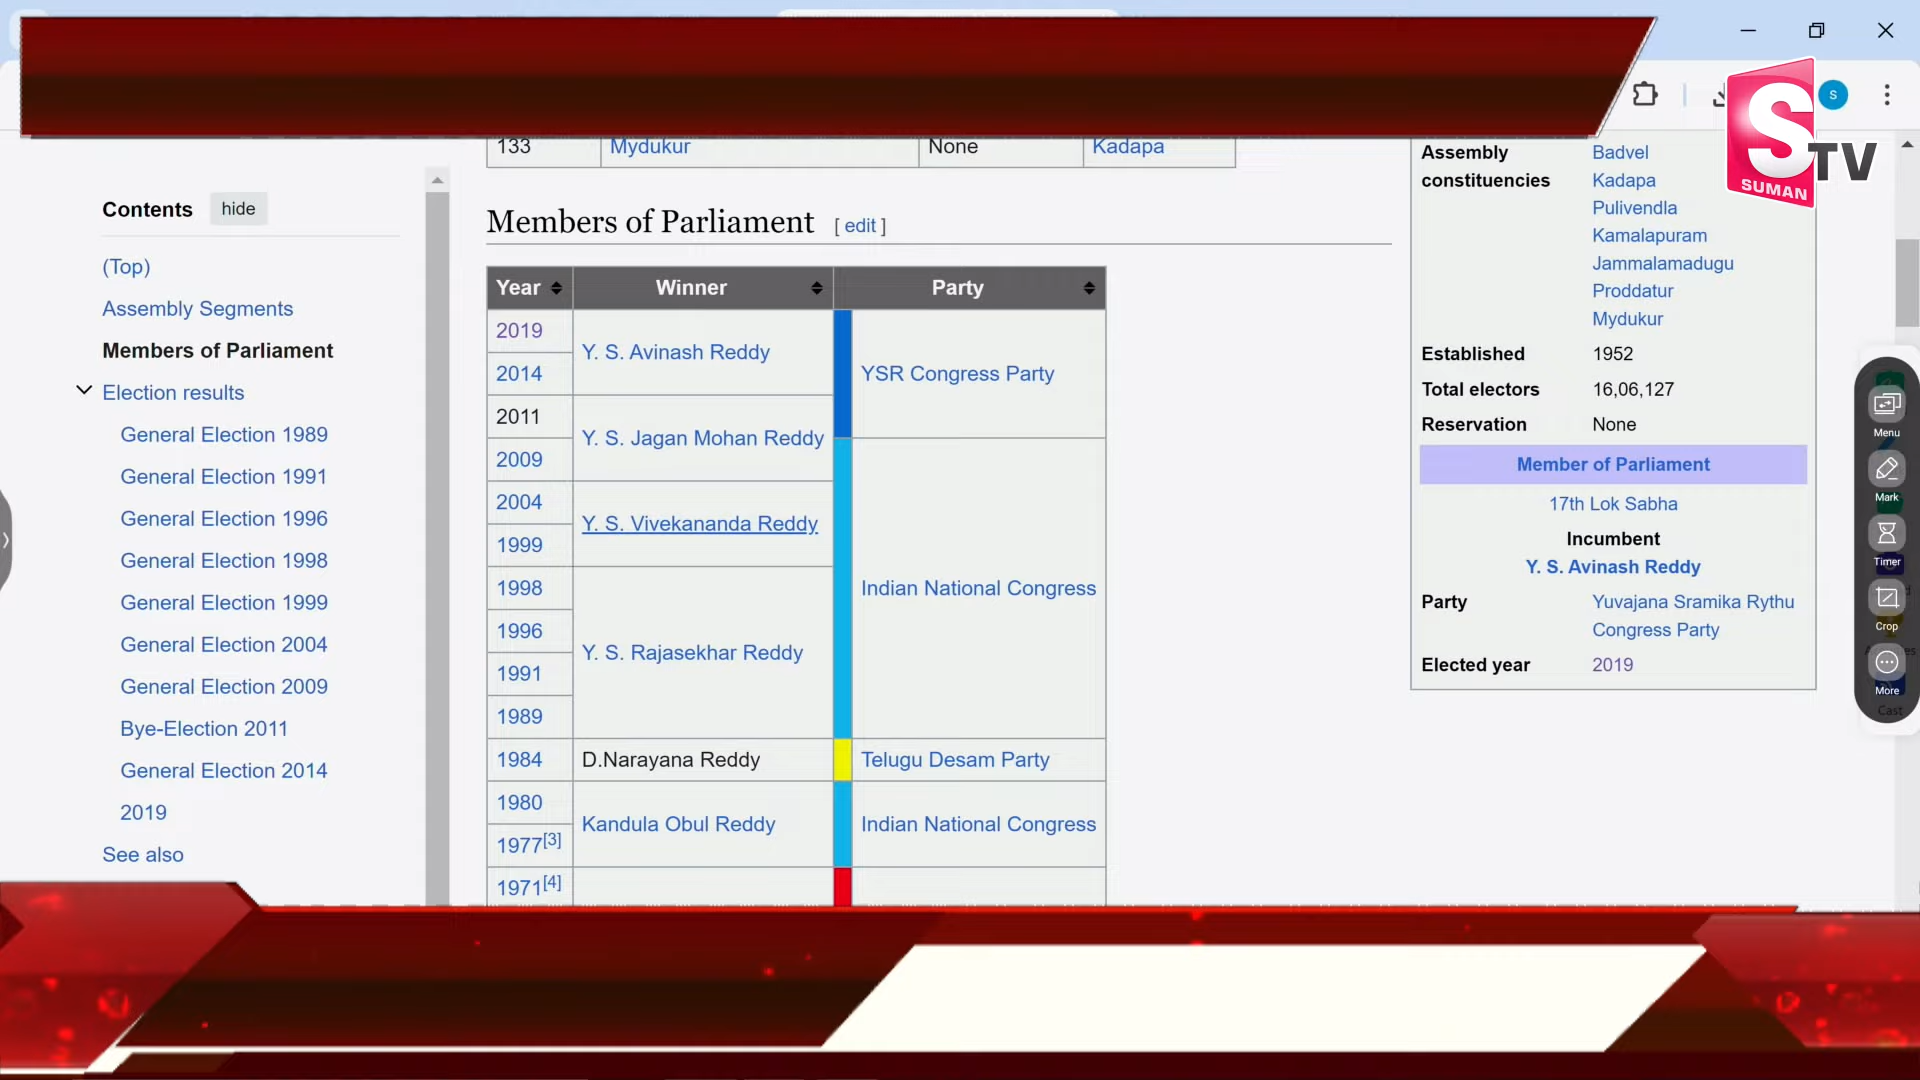 S
TV
SUMAN
S
133 Mydukur None Kadapa
Contents hide
(Top)
Assembly Segments
Members of Parliament
Election results
General Election 1989
General Election 1991
General Election 1996
General Election 1998
General Election 1999
General Election 2004
General Election 2009
Bye-Election 2011
General Election 2014
2019
See also
Members of Parliament [ edit ]
Year Winner Party
2019
Y. S. Avinash Reddy
2014
YSR Congress Party
2011
Y. S. Jagan Mohan Reddy
2009
2004
Y. S. Vivekananda Reddy
1999
1998
Indian National Congress
1996
Y. S. Rajasekhar Reddy
1991
1989
1984 D.Narayana Reddy Telugu Desam Party
1980
Kandula Obul Reddy Indian National Congress
1977[3]
1971[4]
Assembly Badvel
constituencies Kadapa
Pulivendla
Kamalapuram
Jammalamadugu
Proddatur
Mydukur
Established 1952
Total electors 16,06,127
Reservation None
Member of Parliament
17th Lok Sabha
Incumbent
Y. S. Avinash Reddy
Party Yuvajana Sramika Rythu
Congress Party
Elected year 2019
Menu
Mark
Timer
Crop
More
Cast